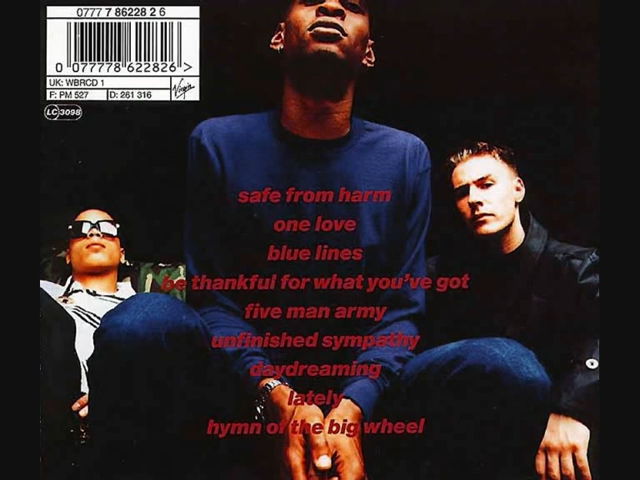 0777 7 86228 2 6
0 077778 622826 >
UK: WBRCD 1
F: PM 527
D: 261 316
Virgin
LC 3098
safe from harm
one love
blue lines
be thankful for what you've got
five man army
unfinished sympathy
daydreaming
lately
hymn of the big wheel